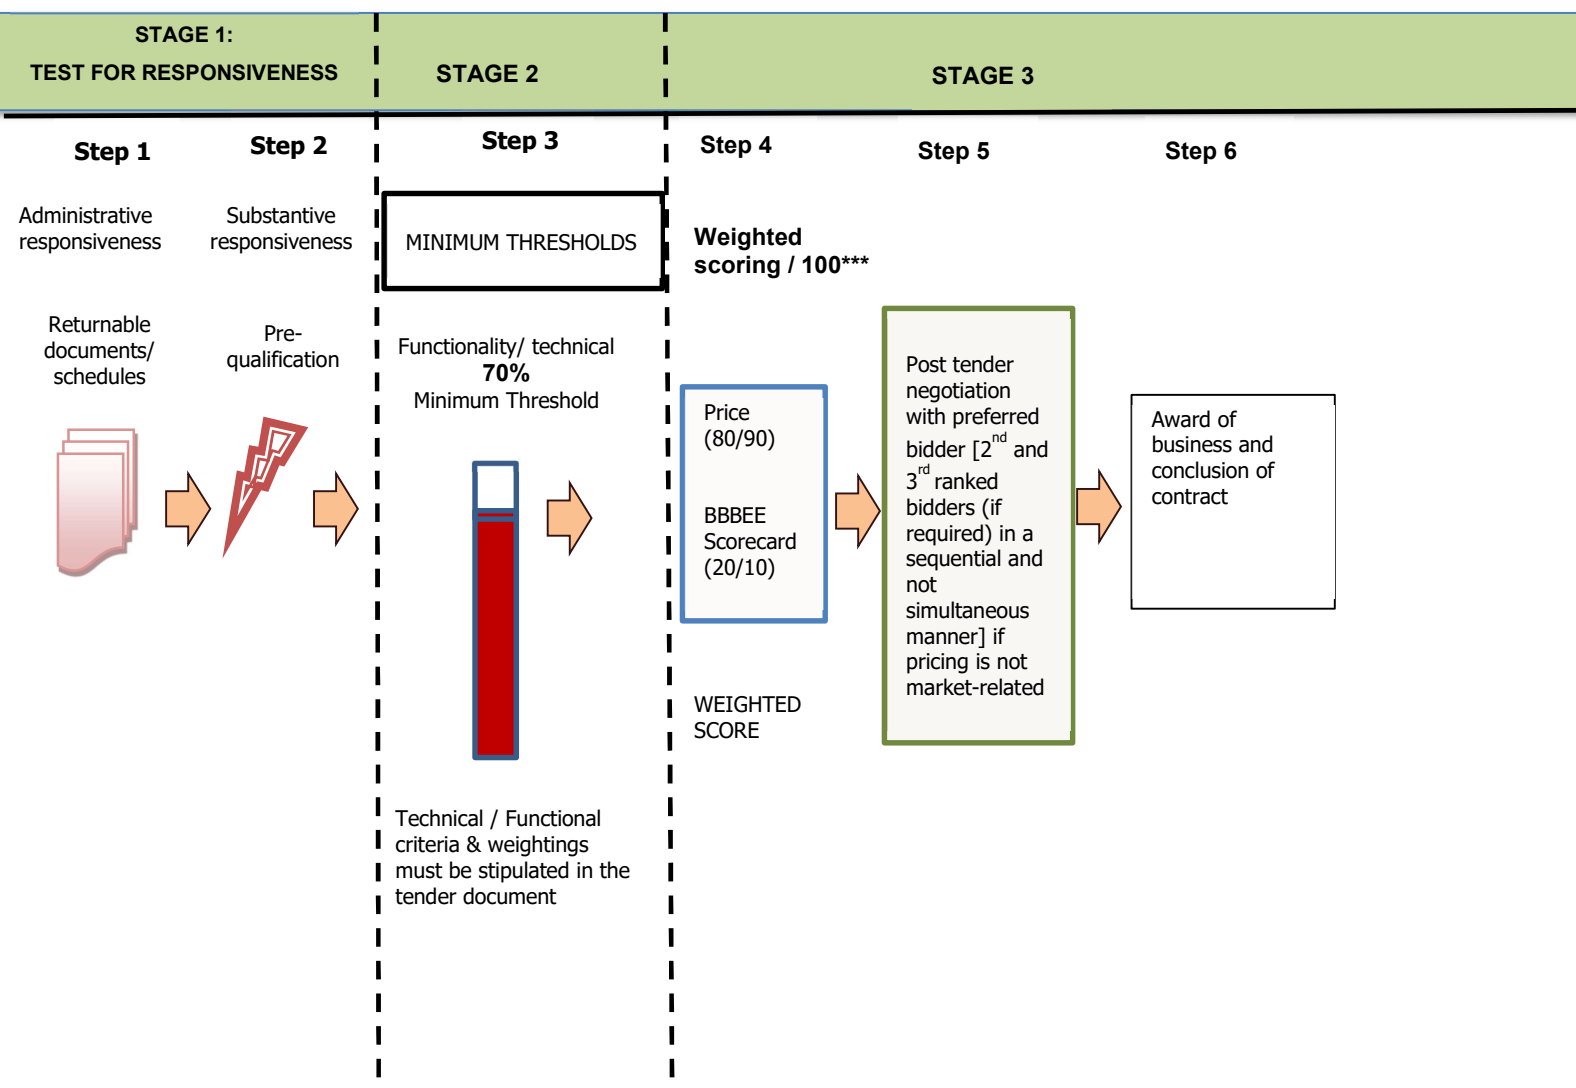 STAGE 1:
TEST FOR RESPONSIVENESS
STAGE 2
STAGE 3
Step 1
Step 2
Step 3
Step 4
Step 5
Step 6
Administrative
responsiveness
Substantive
responsiveness
MINIMUM THRESHOLDS
Weighted
scoring / 100***
Returnable
documents/
schedules
Pre-
qualification
Functionality/ technical
70%
Minimum Threshold
Price
(80/90)
BBBEE
Scorecard
(20/10)
Post tender
negotiation
with preferred
bidder [2nd and
3rd ranked
bidders (if
required) in a
sequential and
not
simultaneous
manner] if
pricing is not
market-related
Award of
business and
conclusion of
contract
WEIGHTED
SCORE
Technical / Functional
criteria & weightings
must be stipulated in the
tender document